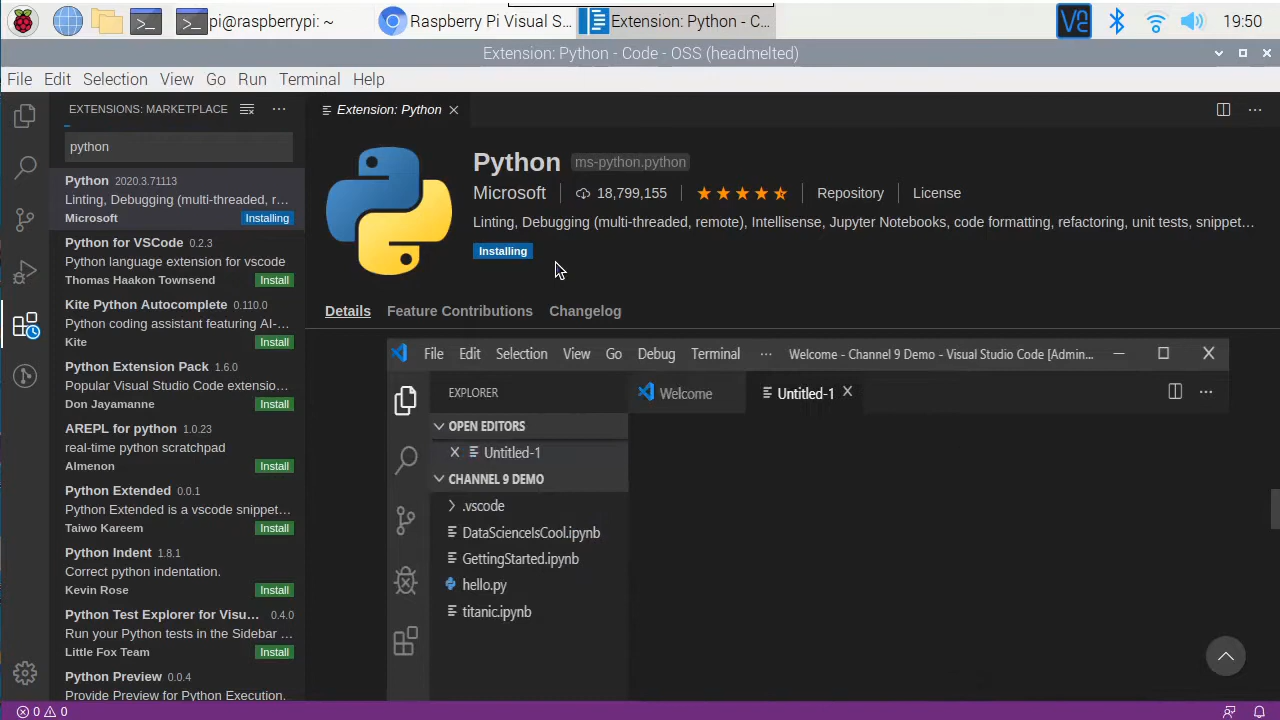 pi@raspberrypi: ~
Raspberry Pi Visual S...
Extension: Python - C...
19:50
Extension: Python - Code - OSS (headmelted)
File Edit Selection View Go Run Terminal Help
EXTENSIONS: MARKETPLACE
python
Python 2020.3.71113
Linting, Debugging (multi-threaded, r...
Microsoft Installing
Python for VSCode 0.2.3
Python language extension for vscode
Thomas Haakon Townsend Install
Kite Python Autocomplete 0.110.0
Python coding assistant featuring AI-...
Kite Install
Python Extension Pack 1.6.0
Popular Visual Studio Code extensio...
Don Jayamanne Install
AREPL for python 1.0.23
real-time python scratchpad
Almenon Install
Python Extended 0.0.1
Python Extended is a vscode snippet...
Taiwo Kareem Install
Python Indent 1.8.1
Correct python indentation.
Kevin Rose Install
Python Test Explorer for Visu... 0.4.0
Run your Python tests in the Sidebar ...
Little Fox Team Install
Python Preview 0.0.4
Provide Preview for Python Execution.
Extension: Python
Python ms-python.python
Microsoft 18,799,155 Repository License
Linting, Debugging (multi-threaded, remote), Intellisense, Jupyter Notebooks, code formatting, refactoring, unit tests, snippet...
Installing
Details Feature Contributions Changelog
File Edit Selection View Go Debug Terminal ... Welcome - Channel 9 Demo - Visual Studio Code [Admin...
EXPLORER
Welcome
Untitled-1
OPEN EDITORS
Untitled-1
CHANNEL 9 DEMO
.vscode
DataScienceIsCool.ipynb
GettingStarted.ipynb
hello.py
titanic.ipynb
0 0